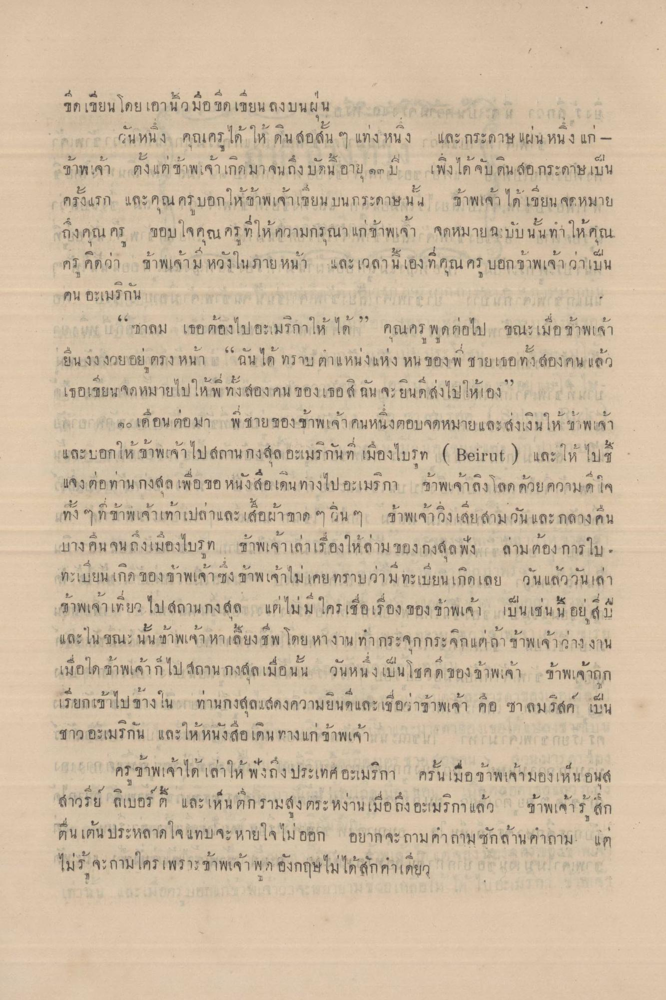 ขีดเขียนโดยเอานิ้วมือขีดเขียนลงบนฝุ่น
วันหนึ่ง คุณครูได้ให้ดินสอสั้นๆแท่งหนึ่ง และกระดาษแผ่นหนึ่งแก่-
ข้าพเจ้า ตั้งแต่ข้าพเจ้าเกิดมาจนถึงบัดนี้อายุ ๑๓ ปี เพิ่งได้จับดินสอกระดาษเป็น
ครั้งแรก และคุณครูบอกให้ข้าพเจ้าเขียนบนกระดาษนั้น ข้าพเจ้าได้เขียนจดหมาย
ถึงคุณครู ขอบใจคุณครูที่ให้ความกรุณาแก่ข้าพเจ้า จดหมายฉะบับนั้นทำให้คุณ
ครูคิดว่า ข้าพเจ้ามีหวังในภายหน้า และเวลานี้เองที่คุณครูบอกข้าพเจ้าว่าเป็น
คนอะเมริกัน
“ซาลม เธอต้องไปอะเมริกาให้ได้” คุณครูพูดต่อไป ขณะเมื่อข้าพเจ้า
ยืนงงงวยอยู่ตรงหน้า “ฉันได้ทราบตำแหน่งแห่งหนของพี่ชายเธอทั้งสองคนแล้ว
เธอเขียนจดหมายไปให้พี่ทั้งสองคนของเธอสิฉันจะยินดีส่งไปให้เอง”
๑๐ เดือนต่อมา พี่ชายของข้าพเจ้าคนหนึ่งตอบจดหมายและส่งเงินให้ข้าพเจ้า
และบอกให้ข้าพเจ้าไปสถานกงสุลอะเมริกันที่เมืองไบรูท (Beirut) และให้ไปชี้
แจงต่อท่านกงสุลเพื่อขอหนังสือเดินทางไปอะเมริกา ข้าพเจ้าลิงโลดด้วยความดีใจ
ทั้งๆที่ข้าพเจ้าเท้าเปล่าและเสื้อผ้าขาดๆวิ่นๆ ข้าพเจ้าวิ่งเสียสามวันและกลางคืน
บางคืนจนถึงเมืองไบรูท ข้าพเจ้าเล่าเรื่องให้ล่ามของกงสุลฟัง ล่ามต้องการใบ-
ทะเบียนเกิดของข้าพเจ้าซึ่งข้าพเจ้าไม่เคยทราบว่ามีทะเบียนเกิดเลย วันแล้ววันเล่า
ข้าพเจ้าเที่ยวไปสถานกงสุล แต่ไม่มีใครเชื่อเรื่องของข้าพเจ้า เป็นเช่นนี้อยู่สี่ปี
และในขณะนั้นข้าพเจ้าหาเลี้ยงชีพโดยหางานทำกระจุกกระจิกแต่ถ้าข้าพเจ้าว่างงาน
เมื่อใดข้าพเจ้าก็ไปสถานกงสุลเมื่อนั้น วันหนึ่งเป็นโชคดีของข้าพเจ้า ข้าพเจ้าถูก
เรียกเข้าไปข้างใน ท่านกงสุลแสดงความยินดีและเชื่อว่าข้าพเจ้า คือ ซาลมริสค์ เป็น
ชาวอะเมริกัน และให้หนังสือเดินทางแก่ข้าพเจ้า
ครูข้าพเจ้าได้เล่าให้ฟังถึงประเทศอะเมริกา ครั้นเมื่อข้าพเจ้ามองเห็นอนุส
สาวรีย์ ลิเบอร์ตี้ และเห็นตึกรามสูงตระหง่านเมื่อถึงอะเมริกาแล้ว ข้าพเจ้ารู้สึก
ตื่นเต้นประหลาดใจแทบจะหายใจไม่ออก อยากจะถามคำถามซักล้านคำถาม แต่
ไม่รู้จะถามใครเพราะข้าพเจ้าพูดอังกฤษไม่ได้สักคำเดียว